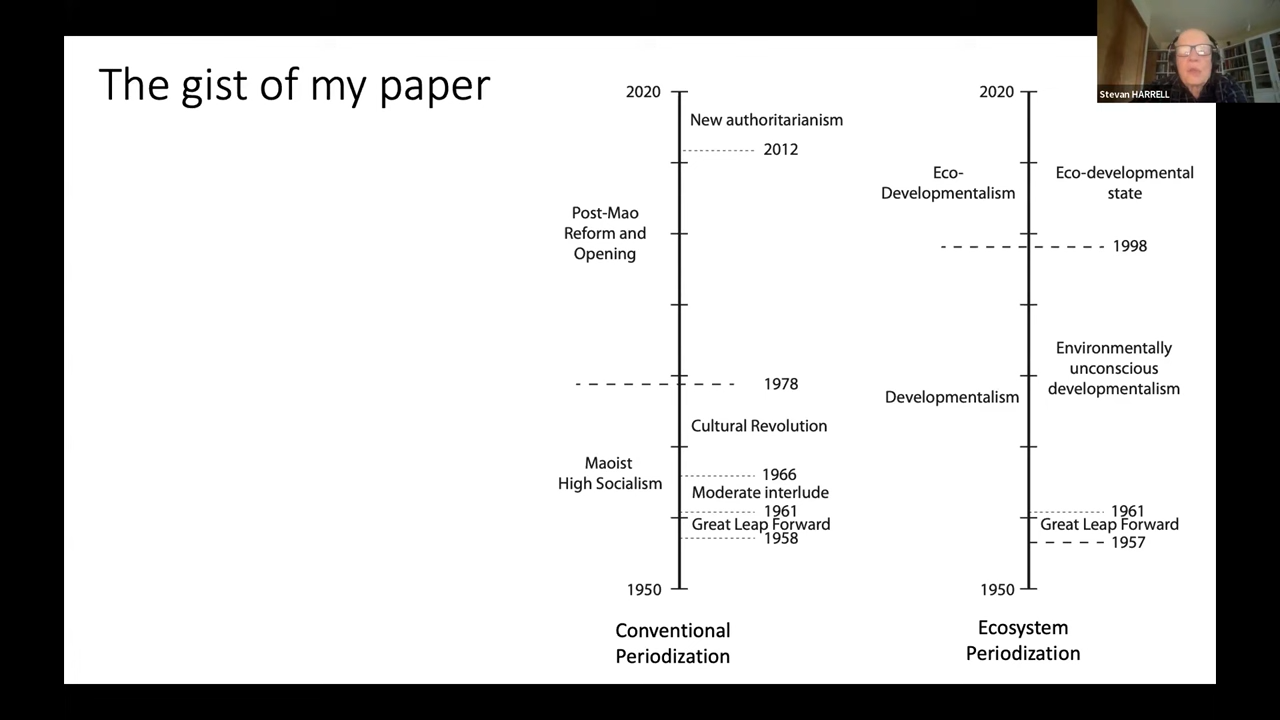 The gist of my paper
Stevan HARRELL
2020
New authoritarianism
2012
Post-Mao
Reform and
Opening
1978
Cultural Revolution
Maoist
High Socialism
1966
Moderate interlude
1961
Great Leap Forward
1958
1950
Conventional
Periodization
2020
Eco-
Developmentalism
Eco-developmental
state
1998
Environmentally
unconscious
developmentalism
Developmentalism
1961
Great Leap Forward
1957
1950
Ecosystem
Periodization